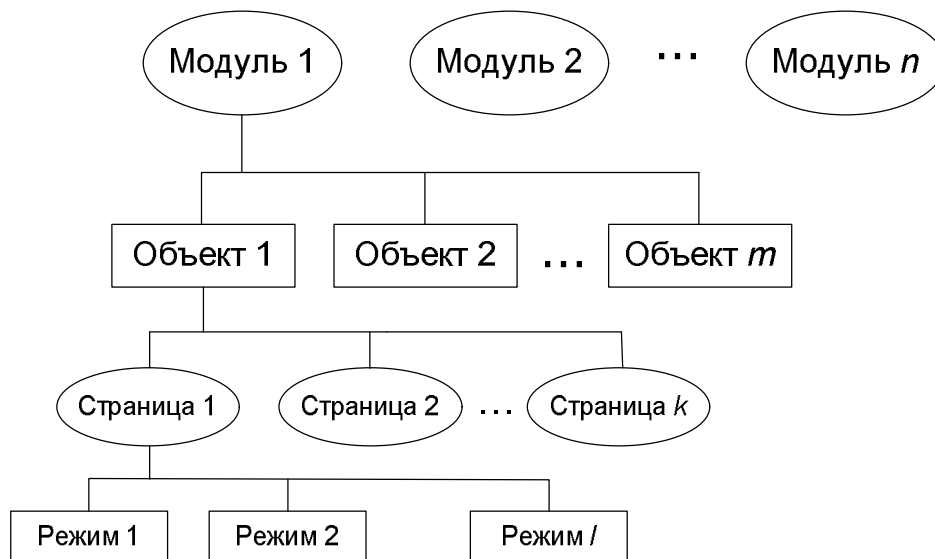 Модуль 1 Модуль 2 ... Модуль n
Объект 1 Объект 2 ... Объект m
Страница 1 Страница 2 ... Страница k
Режим 1 Режим 2 Режим l